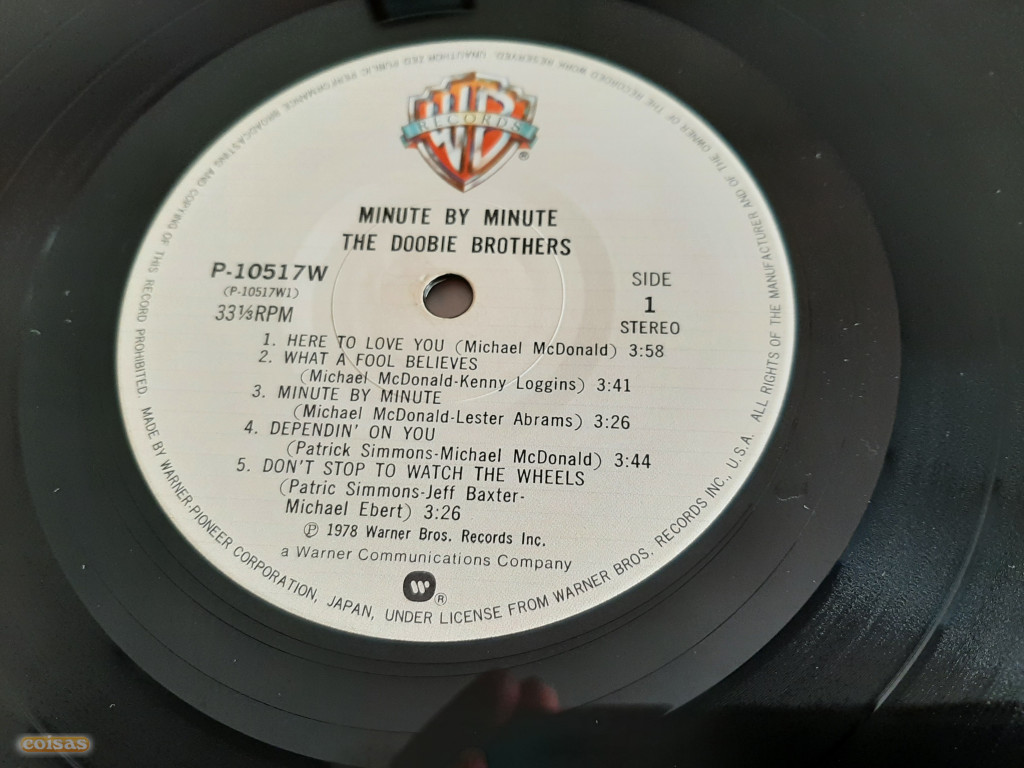 WB
RECORDS
®
MINUTE BY MINUTE
THE DOOBIE BROTHERS
P-10517W
(P-10517W1)
33⅓RPM
SIDE
1
STEREO
1. HERE TO LOVE YOU (Michael McDonald) 3:58
2. WHAT A FOOL BELIEVES
(Michael McDonald-Kenny Loggins) 3:41
3. MINUTE BY MINUTE
(Michael McDonald-Lester Abrams) 3:26
4. DEPENDIN' ON YOU
(Patrick Simmons-Michael McDonald) 3:44
5. DON'T STOP TO WATCH THE WHEELS
(Patric Simmons-Jeff Baxter-
Michael Ebert) 3:26
Ⓟ 1978 Warner Bros. Records Inc.
a Warner Communications Company
®
MADE BY WARNER-PIONEER CORPORATION, JAPAN, UNDER LICENSE FROM WARNER BROS. RECORDS INC., U.S.A. ALL RIGHTS OF THE MANUFACTURER AND OF THE OWNER OF THE RECORDED WORK RESERVED. UNAUTHORIZED PUBLIC PERFORMANCE BROADCASTING AND COPYING OF THIS RECORD PROHIBITED.
coisas